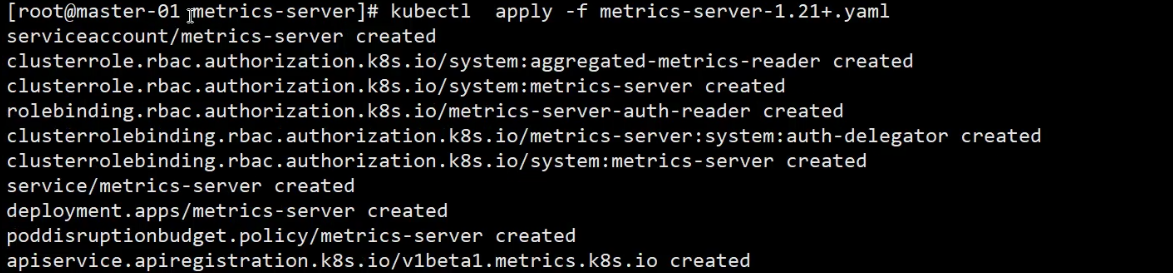 [root@master-01 metrics-server]# kubectl  apply -f metrics-server-1.21+.yaml
serviceaccount/metrics-server created
clusterrole.rbac.authorization.k8s.io/system:aggregated-metrics-reader created
clusterrole.rbac.authorization.k8s.io/system:metrics-server created
rolebinding.rbac.authorization.k8s.io/metrics-server-auth-reader created
clusterrolebinding.rbac.authorization.k8s.io/metrics-server:system:auth-delegator created
clusterrolebinding.rbac.authorization.k8s.io/system:metrics-server created
service/metrics-server created
deployment.apps/metrics-server created
poddisruptionbudget.policy/metrics-server created
apiservice.apiregistration.k8s.io/v1beta1.metrics.k8s.io created